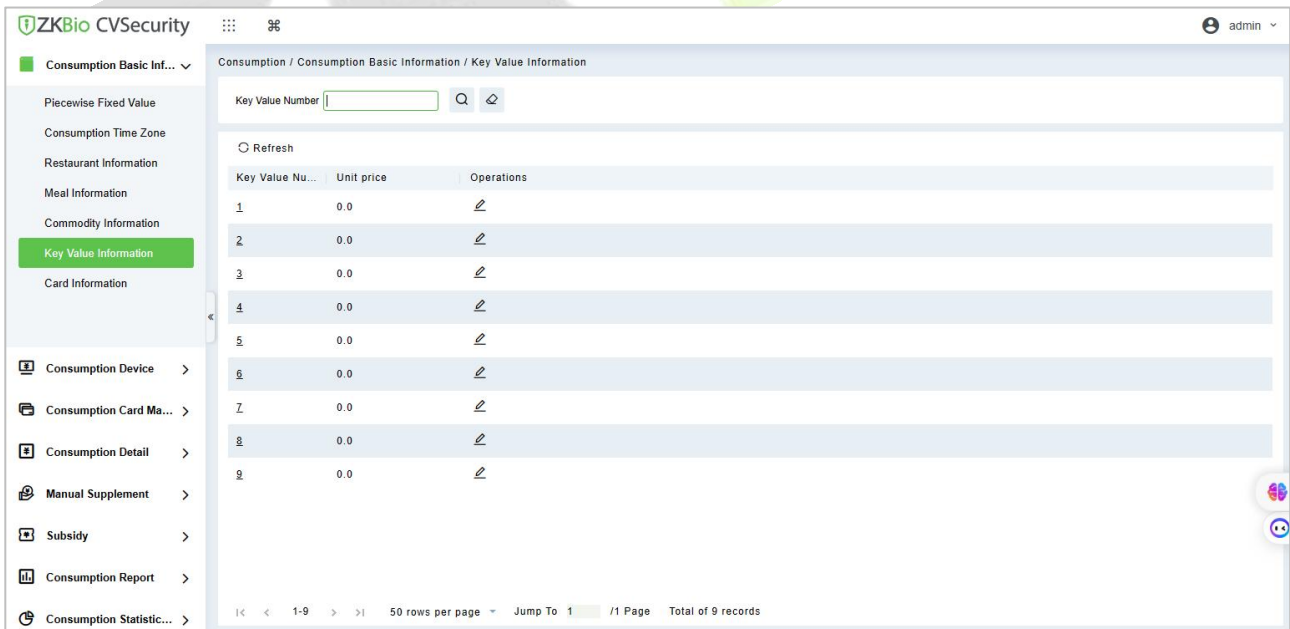 ZKBio CVSecurity
admin
Consumption Basic Inf...
Piecewise Fixed Value
Consumption Time Zone
Restaurant Information
Meal Information
Commodity Information
Key Value Information
Card Information
Consumption Device
Consumption Card Ma...
Consumption Detail
Manual Supplement
Subsidy
Consumption Report
Consumption Statistic...
Consumption / Consumption Basic Information / Key Value Information
Key Value Number
Refresh
Key Value Nu... Unit price Operations
1 0.0
2 0.0
3 0.0
4 0.0
5 0.0
6 0.0
7 0.0
8 0.0
9 0.0
1-9 50 rows per page Jump To 1 /1 Page Total of 9 records